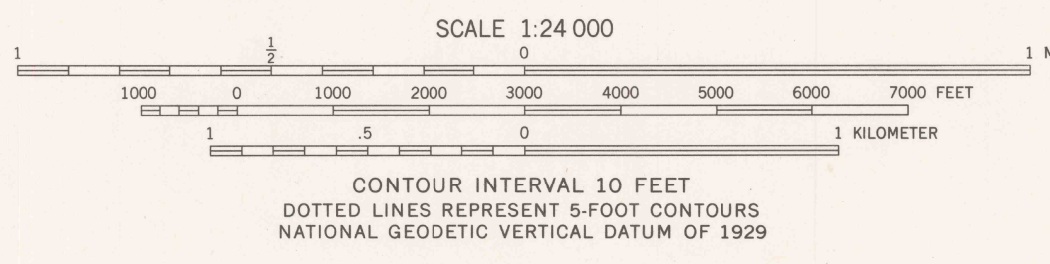 SCALE 1:24 000
1 1/2 0 1
1000 0 1000 2000 3000 4000 5000 6000 7000 FEET
1 .5 0 1 KILOMETER
CONTOUR INTERVAL 10 FEET
DOTTED LINES REPRESENT 5-FOOT CONTOURS
NATIONAL GEODETIC VERTICAL DATUM OF 1929